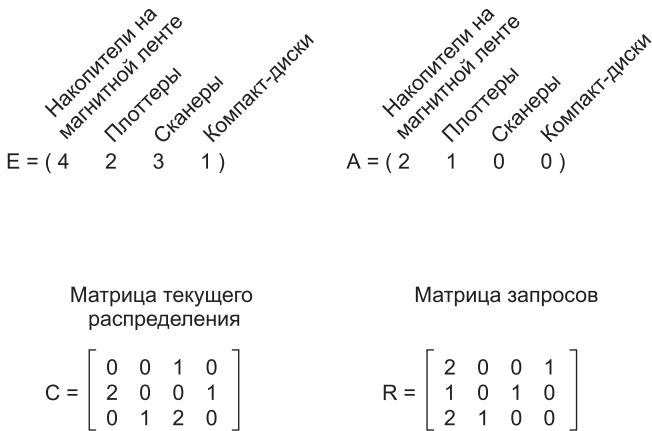 Накопители на
магнитной ленте
Плоттеры
Сканеры
Компакт-диски
E = ( 4 2 3 1 )
Накопители на
магнитной ленте
Плоттеры
Сканеры
Компакт-диски
A = ( 2 1 0 0 )
Матрица текущего
распределения
0 0 1 0
C = 2 0 0 1
0 1 2 0
Матрица запросов
2 0 0 1
R = 1 0 1 0
2 1 0 0